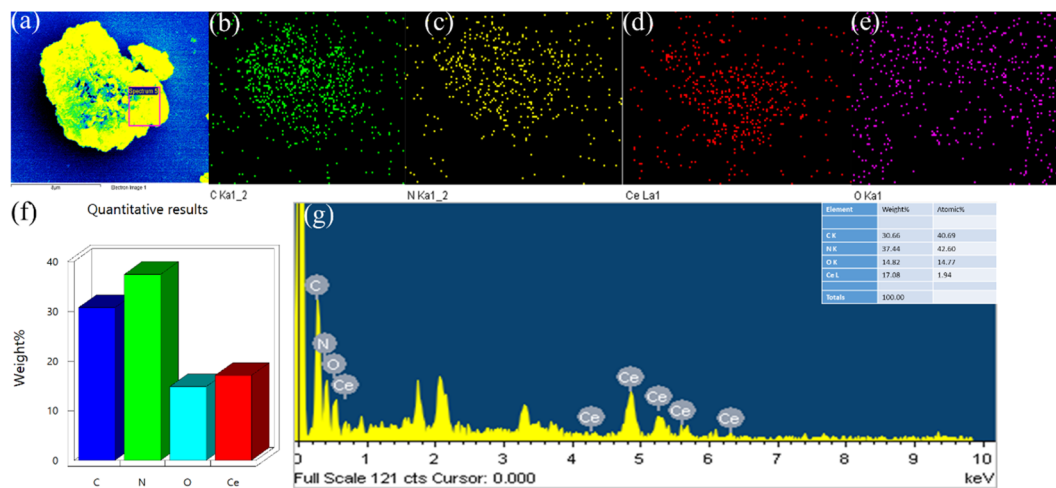 (a)
(b)
(c)
(d)
(e)
Spectrum 9
4μm
Electron Image 1
C Ka1_2
N Ka1_2
Ce La1
O Ka1
(f)
Quantitative results
Weight%
40
30
20
10
0
C N O Ce
(g)
Element Weight% Atomic%
C K 30.66 40.69
N K 37.44 42.60
O K 14.82 14.77
Ce L 17.08 1.94
Totals 100.00
C
N
O
Ce
Ce
Ce
Ce
Ce
Ce
0 1 2 3 4 5 6 7 8 9 10
Full Scale 121 cts Cursor: 0.000
keV